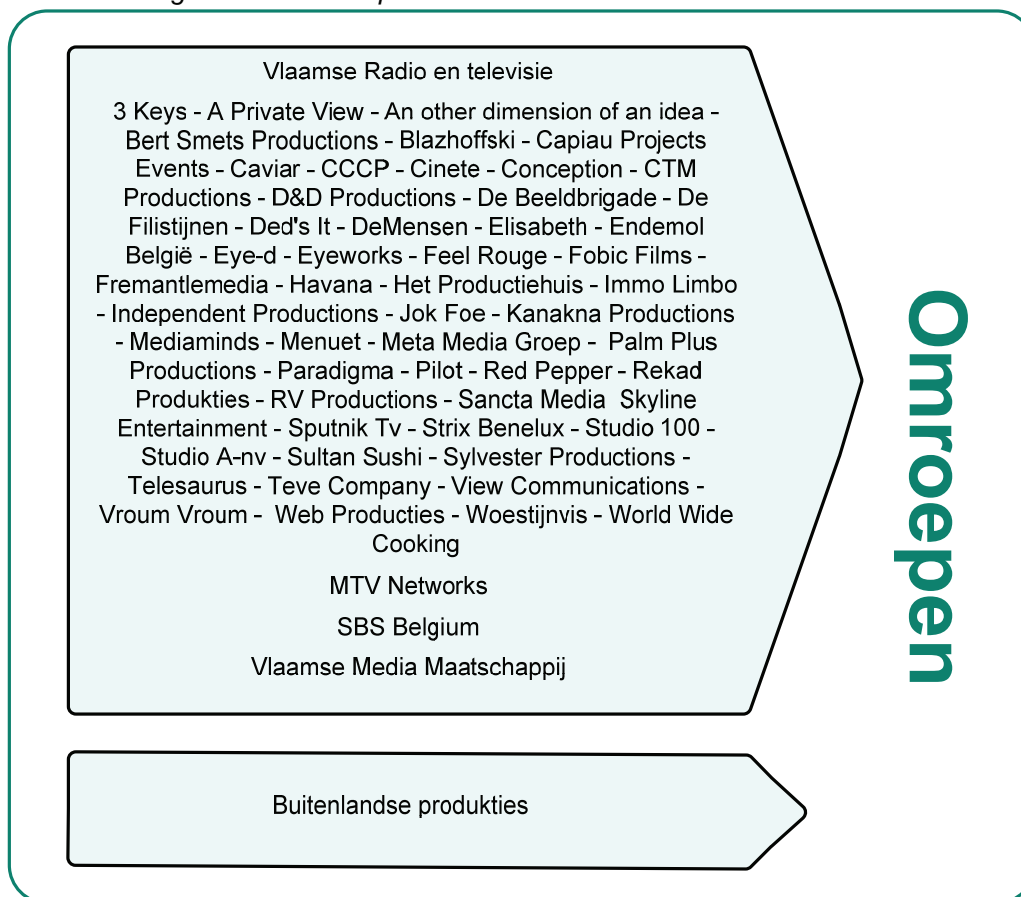 Vlaamse Radio en televisie
3 Keys - A Private View - An other dimension of an idea -
Bert Smets Productions - Blazhoffski - Capiau Projects
Events - Caviar - CCCP - Cinete - Conception - CTM
Productions - D&D Productions - De Beeldbrigade - De
Filistijnen - Ded's It - DeMensen - Elisabeth - Endemol
België - Eye-d - Eyeworks - Feel Rouge - Fobic Films -
Fremantlemedia - Havana - Het Productiehuis - Immo Limbo
- Independent Productions - Jok Foe - Kanakna Productions
- Mediaminds - Menuet - Meta Media Groep -  Palm Plus
Productions - Paradigma - Pilot - Red Pepper - Rekad
Produkties - RV Productions - Sancta Media  Skyline
Entertainment - Sputnik Tv - Strix Benelux - Studio 100 -
Studio A-nv - Sultan Sushi - Sylvester Productions -
Telesaurus - Teve Company - View Communications -
Vroum Vroum -  Web Producties - Woestijnvis - World Wide
Cooking
MTV Networks
SBS Belgium
Vlaamse Media Maatschappij
Buitenlandse produkties
Omroepen